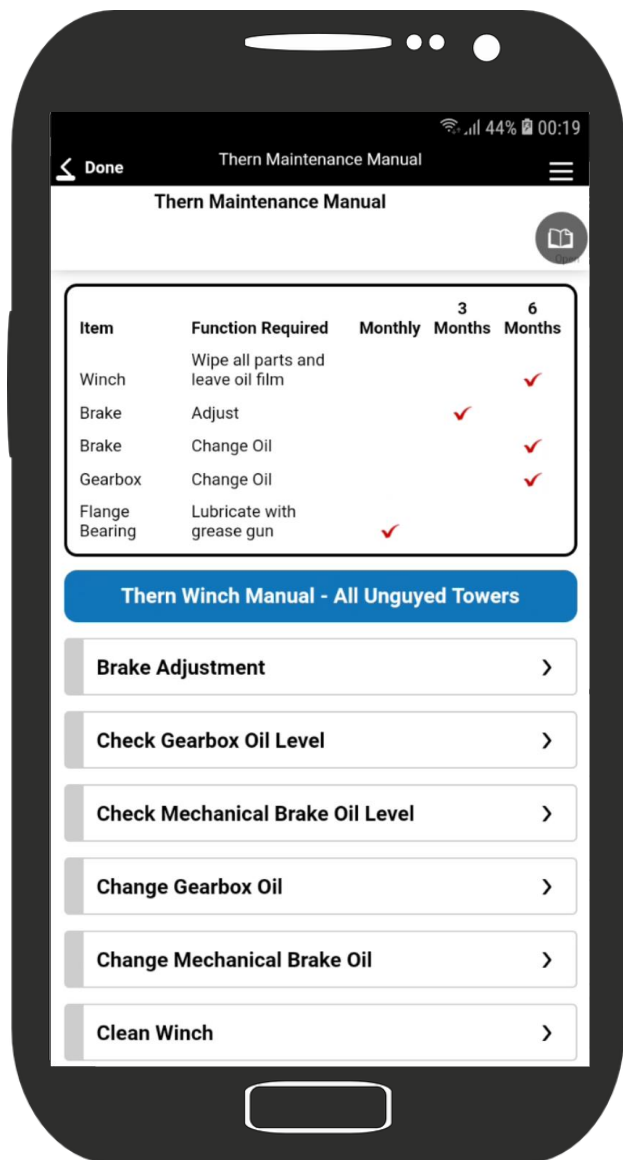 44% 00:19
Done Thern Maintenance Manual
Thern Maintenance Manual
Open
3 6
Item Function Required Monthly Months Months
Wipe all parts and
Winch leave oil film
Brake Adjust
Brake Change Oil
Gearbox Change Oil
Flange Lubricate with
Bearing grease gun
Thern Winch Manual - All Unguyed Towers
Brake Adjustment
Check Gearbox Oil Level
Check Mechanical Brake Oil Level
Change Gearbox Oil
Change Mechanical Brake Oil
Clean Winch